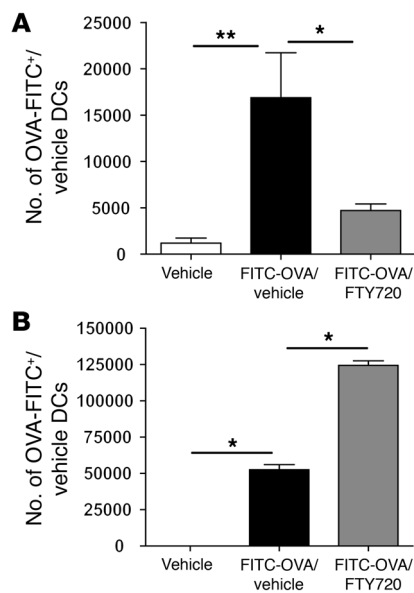 A
No. of OVA-FITC+/
vehicle DCs
25000
20000
15000
10000
5000
0
**
*
Vehicle
FITC-OVA/
vehicle
FITC-OVA/
FTY720
B
No. of OVA-FITC+/
vehicle DCs
150000
125000
100000
75000
50000
25000
0
*
*
Vehicle
FITC-OVA/
vehicle
FITC-OVA/
FTY720